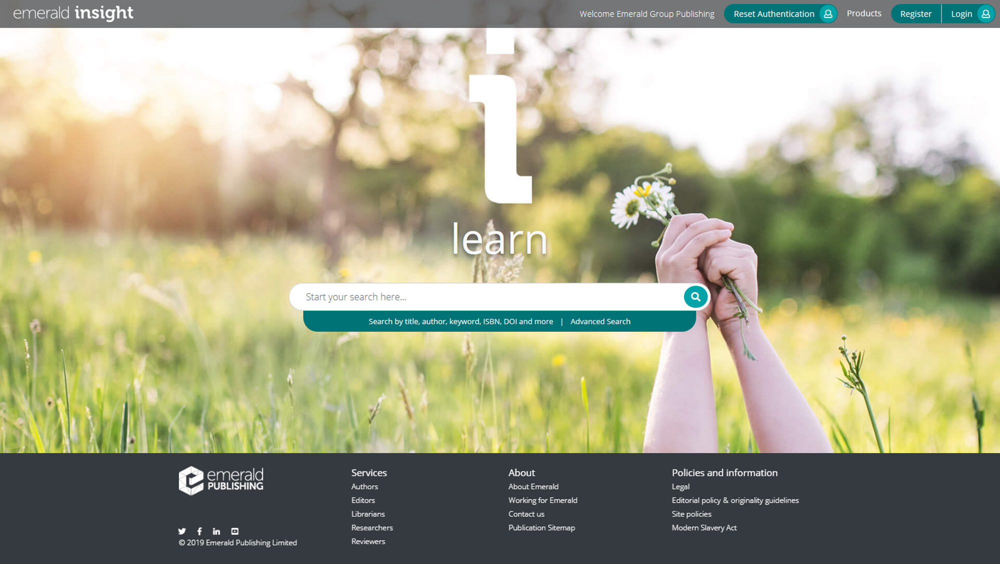 emerald insight
Welcome Emerald Group Publishing
Reset Authentication
Products
Register
Login
i
learn
Start your search here...
Search by title, author, keyword, ISBN, DOI and more | Advanced Search
emerald
PUBLISHING
© 2019 Emerald Publishing Limited
Services
Authors
Editors
Librarians
Researchers
Reviewers
About
About Emerald
Working for Emerald
Contact us
Publication Sitemap
Policies and information
Legal
Editorial policy & originality guidelines
Site policies
Modern Slavery Act